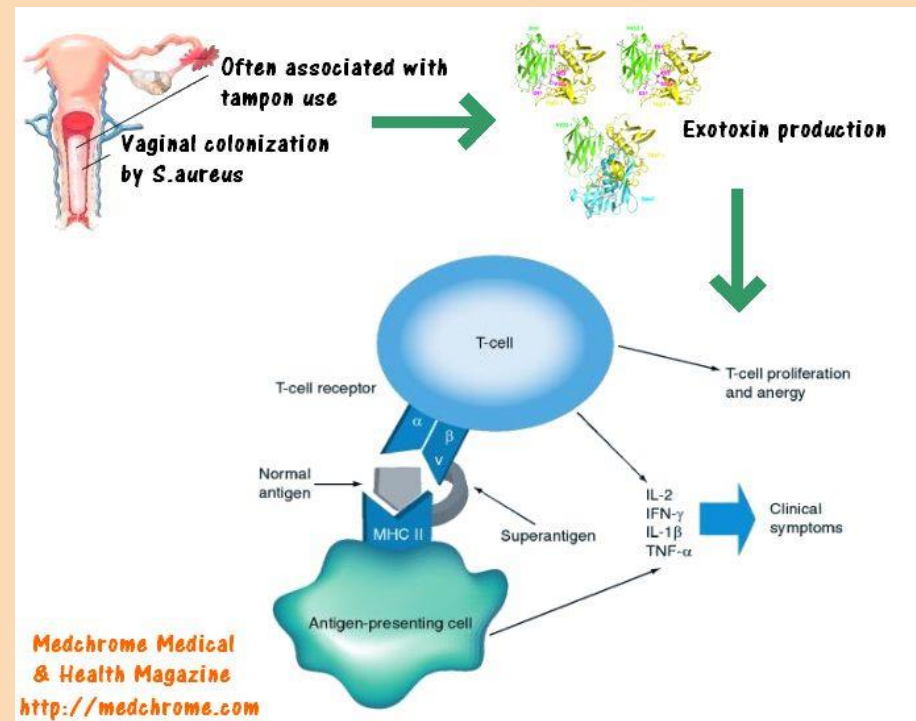 Often associated with
tampon use
Vaginal colonization
by S.aureus
Exotoxin production
T-cell
T-cell receptor
α
β
V
T-cell proliferation
and anergy
Normal
antigen
MHC II
Superantigen
IL-2
IFN-γ
IL-1β
TNF-α
Clinical
symptoms
Antigen-presenting cell
Medchrome Medical
& Health Magazine
http://medchrome.com